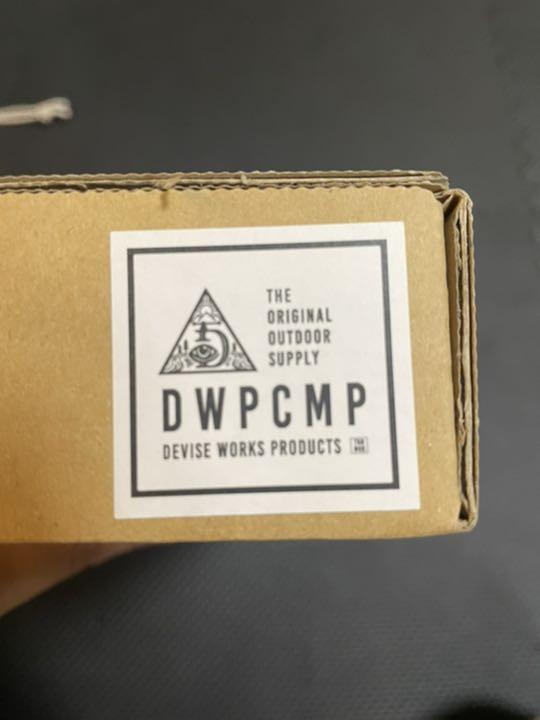 THE
ORIGINAL
OUTDOOR
SUPPLY
DWPCMP
DEVISE WORKS PRODUCTS